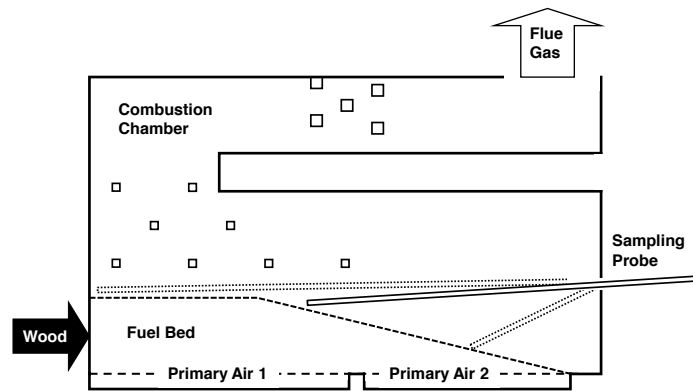 Flue
Gas
Combustion
Chamber
Sampling
Probe
Wood
Fuel Bed
Primary Air 1
Primary Air 2